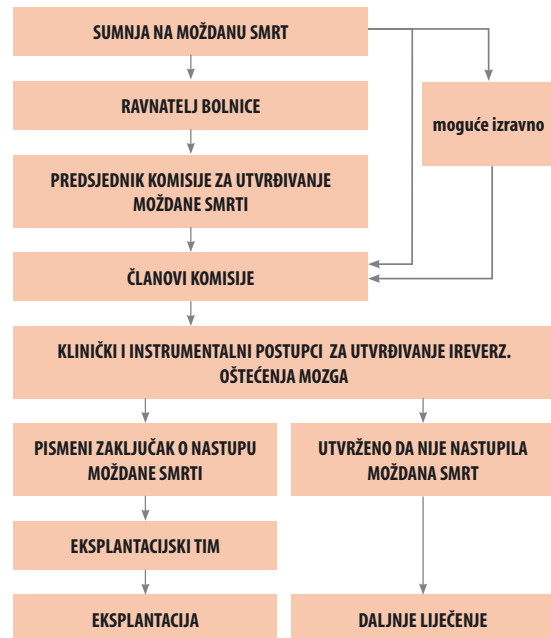 SUMNJA NA MOŽDANU SMRT
RAVNATELJ BOLNICE
moguće izravno
PREDSJEDNIK KOMISIJE ZA UTVRĐIVANJE
MOŽDANE SMRTI
ČLANOVI KOMISIJE
KLINIČKI I INSTRUMENTALNI POSTUPCI ZA UTVRĐIVANJE IREVERZ.
OŠTEĆENJA MOZGA
PISMENI ZAKLJUČAK O NASTUPU
MOŽDANE SMRTI
UTVRŽENO DA NIJE NASTUPILA
MOŽDANA SMRT
EKSPLANTACIJSKI TIM
EKSPLANTACIJA
DALJNJE LIJEČENJE